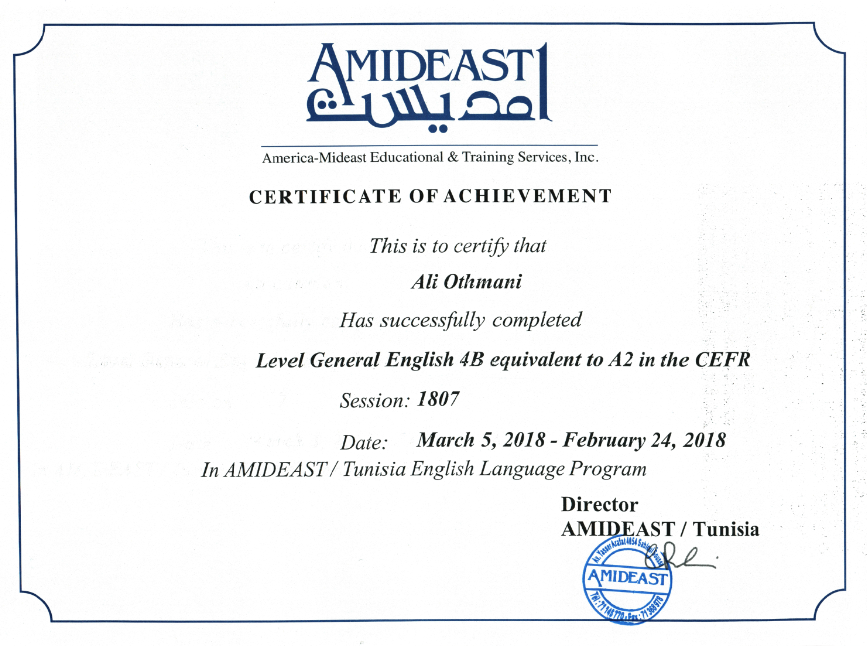 AMIDEAST
امديست
America-Mideast Educational & Training Services, Inc.
CERTIFICATE OF ACHIEVEMENT
This is to certify that
Ali Othmani
Has successfully completed
Level General English 4B equivalent to A2 in the CEFR
Session: 1807
Date: March 5, 2018 - February 24, 2018
In AMIDEAST / Tunisia English Language Program
Director
AMIDEAST / Tunisia
AMIDEAST